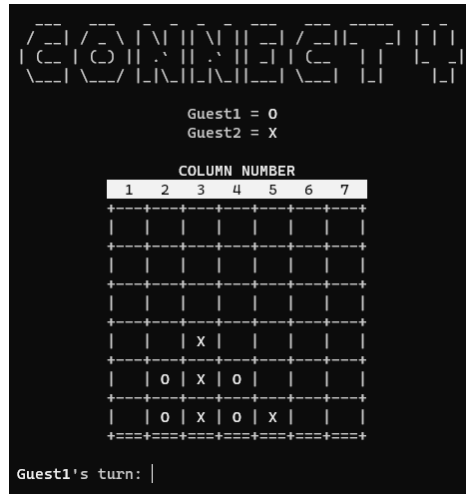 CONNECT 4
Guest1 = O
Guest2 = X
COLUMN NUMBER
1 2 3 4 5 6 7
X
O X O
O X O X
Guest1's turn: